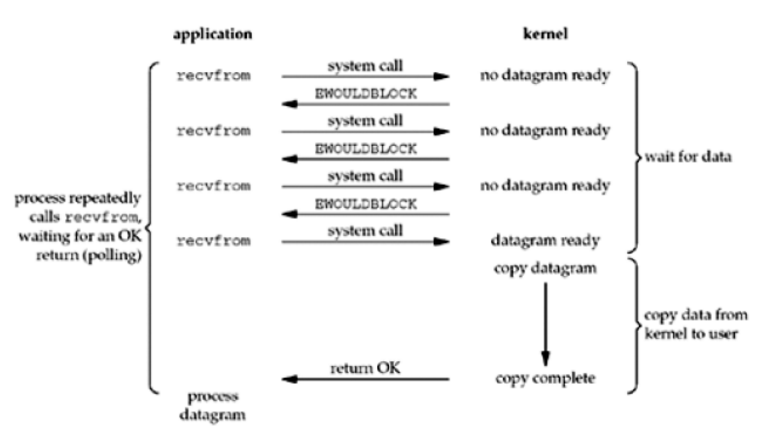 application
kernel
recvfrom
system call
no datagram ready
EWOULDBLOCK
recvfrom
system call
no datagram ready
EWOULDBLOCK
recvfrom
system call
no datagram ready
EWOULDBLOCK
recvfrom
system call
datagram ready
wait for data
process repeatedly
calls recvfrom,
waiting for an OK
return (polling)
copy datagram
copy data from
kernel to user
return OK
copy complete
process
datagram